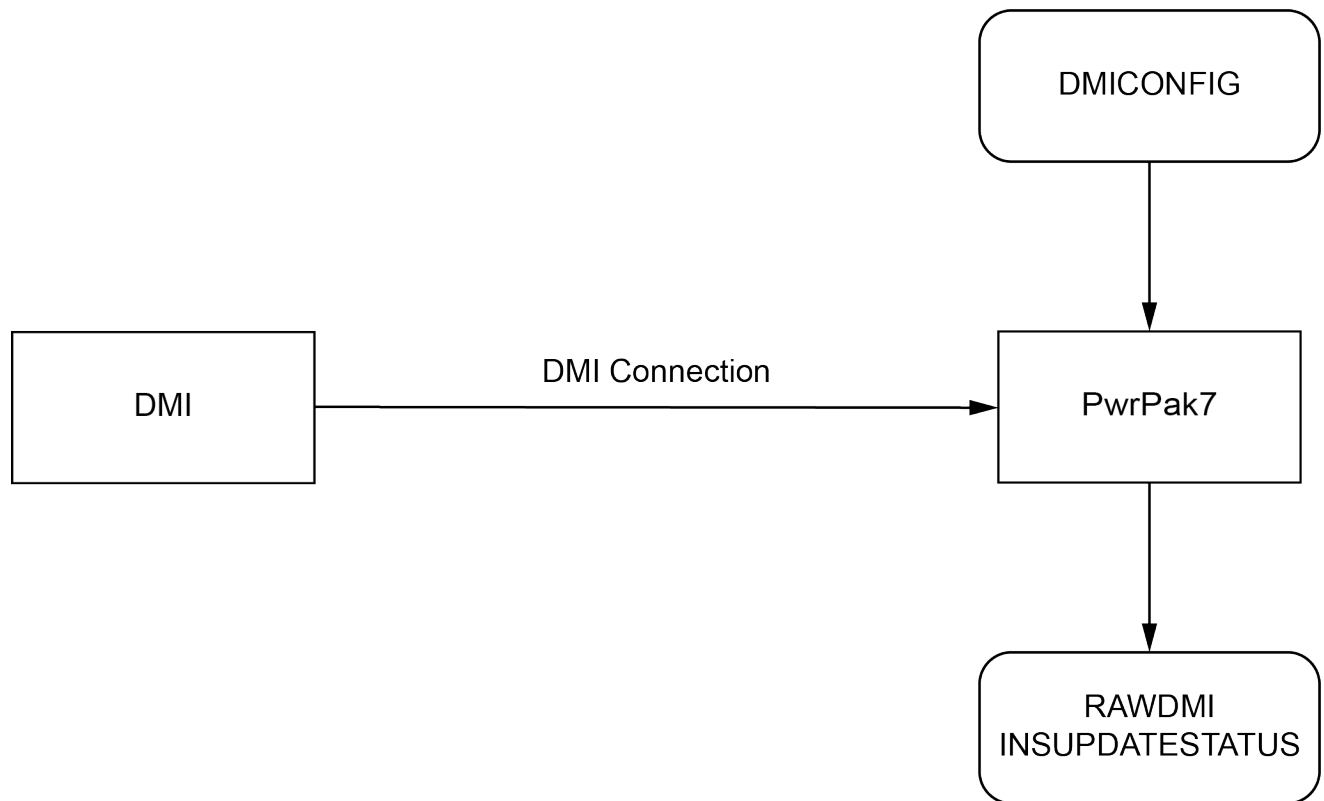 DMICONFIG
DMI Connection
DMI
PwrPak7
RAWDMI
INSUPDATESTATUS